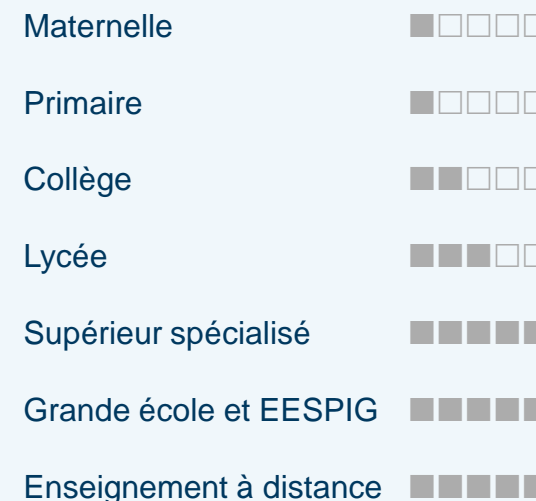 Maternelle ■□□□□
Primaire ■□□□□
Collège ■■□□□
Lycée ■■■□□
Supérieur spécialisé ■■■■■
Grande école et EESPIG ■■■■■
Enseignement à distance ■■■■■